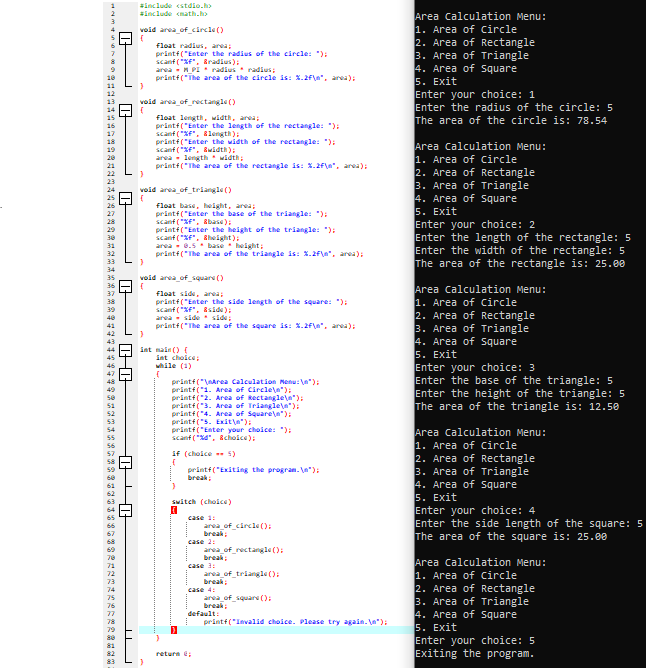 1 #include <stdio.h>
2 #include <math.h>
3
4 void area_of_circle()
5 {
6 float radius, area;
7 printf("Enter the radius of the circle: ");
8 scanf("%f", &radius);
9 area = M_PI * radius * radius;
10 printf("The area of the circle is: %.2f\n", area);
11 }
12
13 void area_of_rectangle()
14 {
15 float length, width, area;
16 printf("Enter the length of the rectangle: ");
17 scanf("%f", &length);
18 printf("Enter the width of the rectangle: ");
19 scanf("%f", &width);
20 area = length * width;
21 printf("The area of the rectangle is: %.2f\n", area);
22 }
23
24 void area_of_triangle()
25 {
26 float base, height, area;
27 printf("Enter the base of the triangle: ");
28 scanf("%f", &base);
29 printf("Enter the height of the triangle: ");
30 scanf("%f", &height);
31 area = 0.5 * base * height;
32 printf("The area of the triangle is: %.2f\n", area);
33 }
34
35 void area_of_square()
36 {
37 float side, area;
38 printf("Enter the side length of the square: ");
39 scanf("%f", &side);
40 area = side * side;
41 printf("The area of the square is: %.2f\n", area);
42 }
43
44 int main() {
45 int choice;
46 while (1)
47 {
48 printf("\nArea Calculation Menu:\n");
49 printf("1. Area of Circle\n");
50 printf("2. Area of Rectangle\n");
51 printf("3. Area of Triangle\n");
52 printf("4. Area of Square\n");
53 printf("5. Exit\n");
54 printf("Enter your choice: ");
55 scanf("%d", &choice);
56
57 if (choice == 5)
58 {
59 printf("Exiting the program.\n");
60 break;
61 }
62
63 switch (choice)
64 {
65 case 1:
66 area_of_circle();
67 break;
68 case 2:
69 area_of_rectangle();
70 break;
71 case 3:
72 area_of_triangle();
73 break;
74 case 4:
75 area_of_square();
76 break;
77 default:
78 printf("Invalid choice. Please try again.\n");
79 }
80 }
81
82 return 0;
83 }
Area Calculation Menu:
1. Area of Circle
2. Area of Rectangle
3. Area of Triangle
4. Area of Square
5. Exit
Enter your choice: 1
Enter the radius of the circle: 5
The area of the circle is: 78.54
Area Calculation Menu:
1. Area of Circle
2. Area of Rectangle
3. Area of Triangle
4. Area of Square
5. Exit
Enter your choice: 2
Enter the length of the rectangle: 5
Enter the width of the rectangle: 5
The area of the rectangle is: 25.00
Area Calculation Menu:
1. Area of Circle
2. Area of Rectangle
3. Area of Triangle
4. Area of Square
5. Exit
Enter your choice: 3
Enter the base of the triangle: 5
Enter the height of the triangle: 5
The area of the triangle is: 12.50
Area Calculation Menu:
1. Area of Circle
2. Area of Rectangle
3. Area of Triangle
4. Area of Square
5. Exit
Enter your choice: 4
Enter the side length of the square: 5
The area of the square is: 25.00
Area Calculation Menu:
1. Area of Circle
2. Area of Rectangle
3. Area of Triangle
4. Area of Square
5. Exit
Enter your choice: 5
Exiting the program.